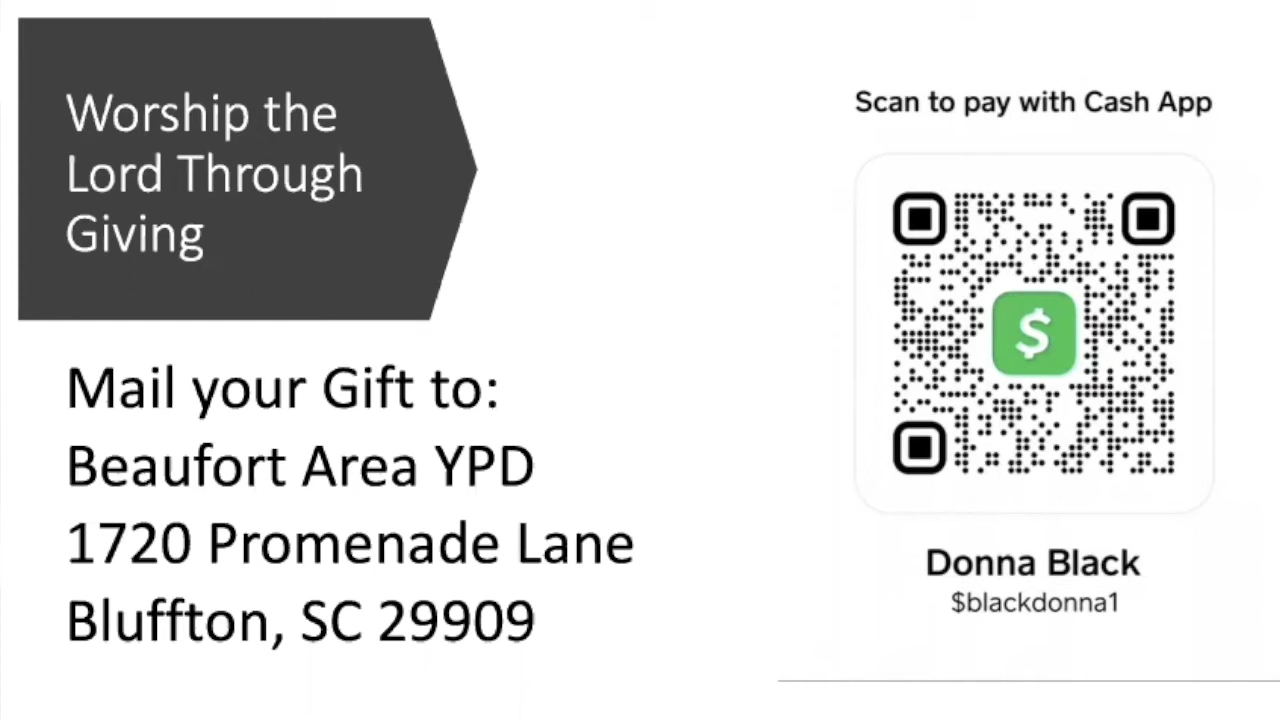 Worship the
Lord Through
Giving
Mail your Gift to:
Beaufort Area YPD
1720 Promenade Lane
Bluffton, SC 29909
Scan to pay with Cash App
$
Donna Black
$blackdonna1